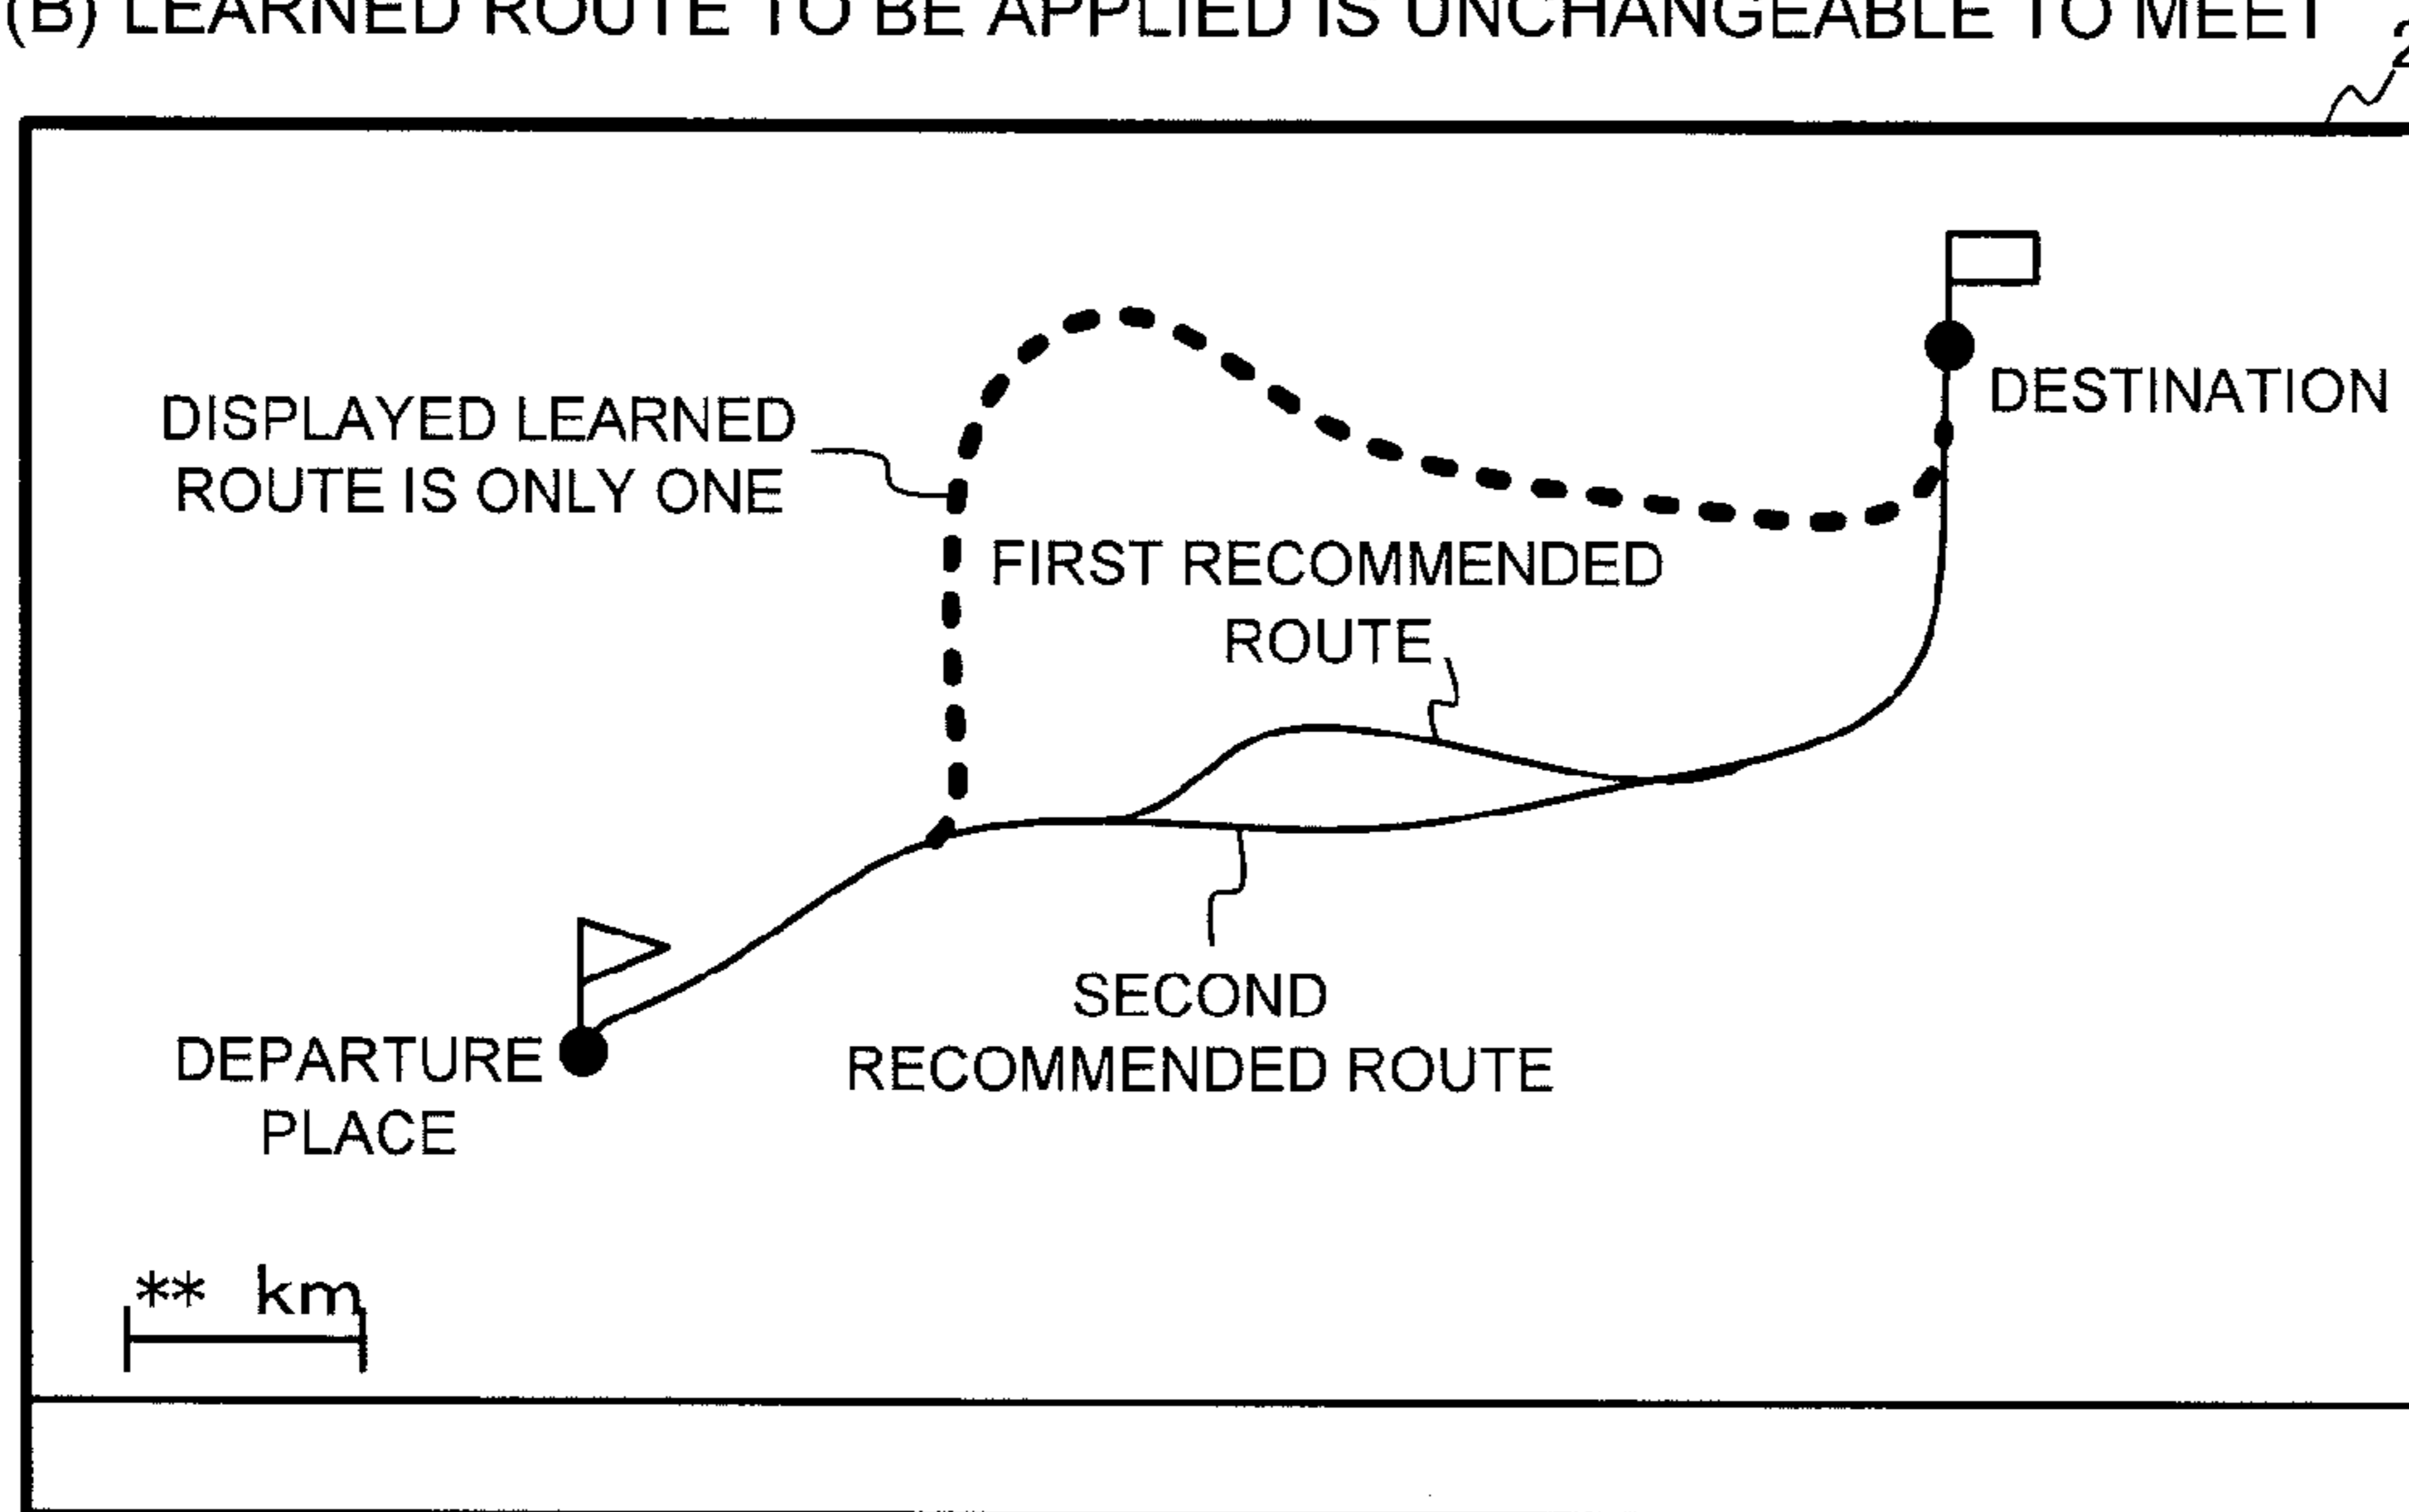 (B) LEARNED ROUTE TO BE APPLIED IS UNCHANGEABLE TO MEET
DISPLAYED LEARNED
ROUTE IS ONLY ONE
DESTINATION
FIRST RECOMMENDED
ROUTE
SECOND
RECOMMENDED ROUTE
DEPARTURE
PLACE
** km